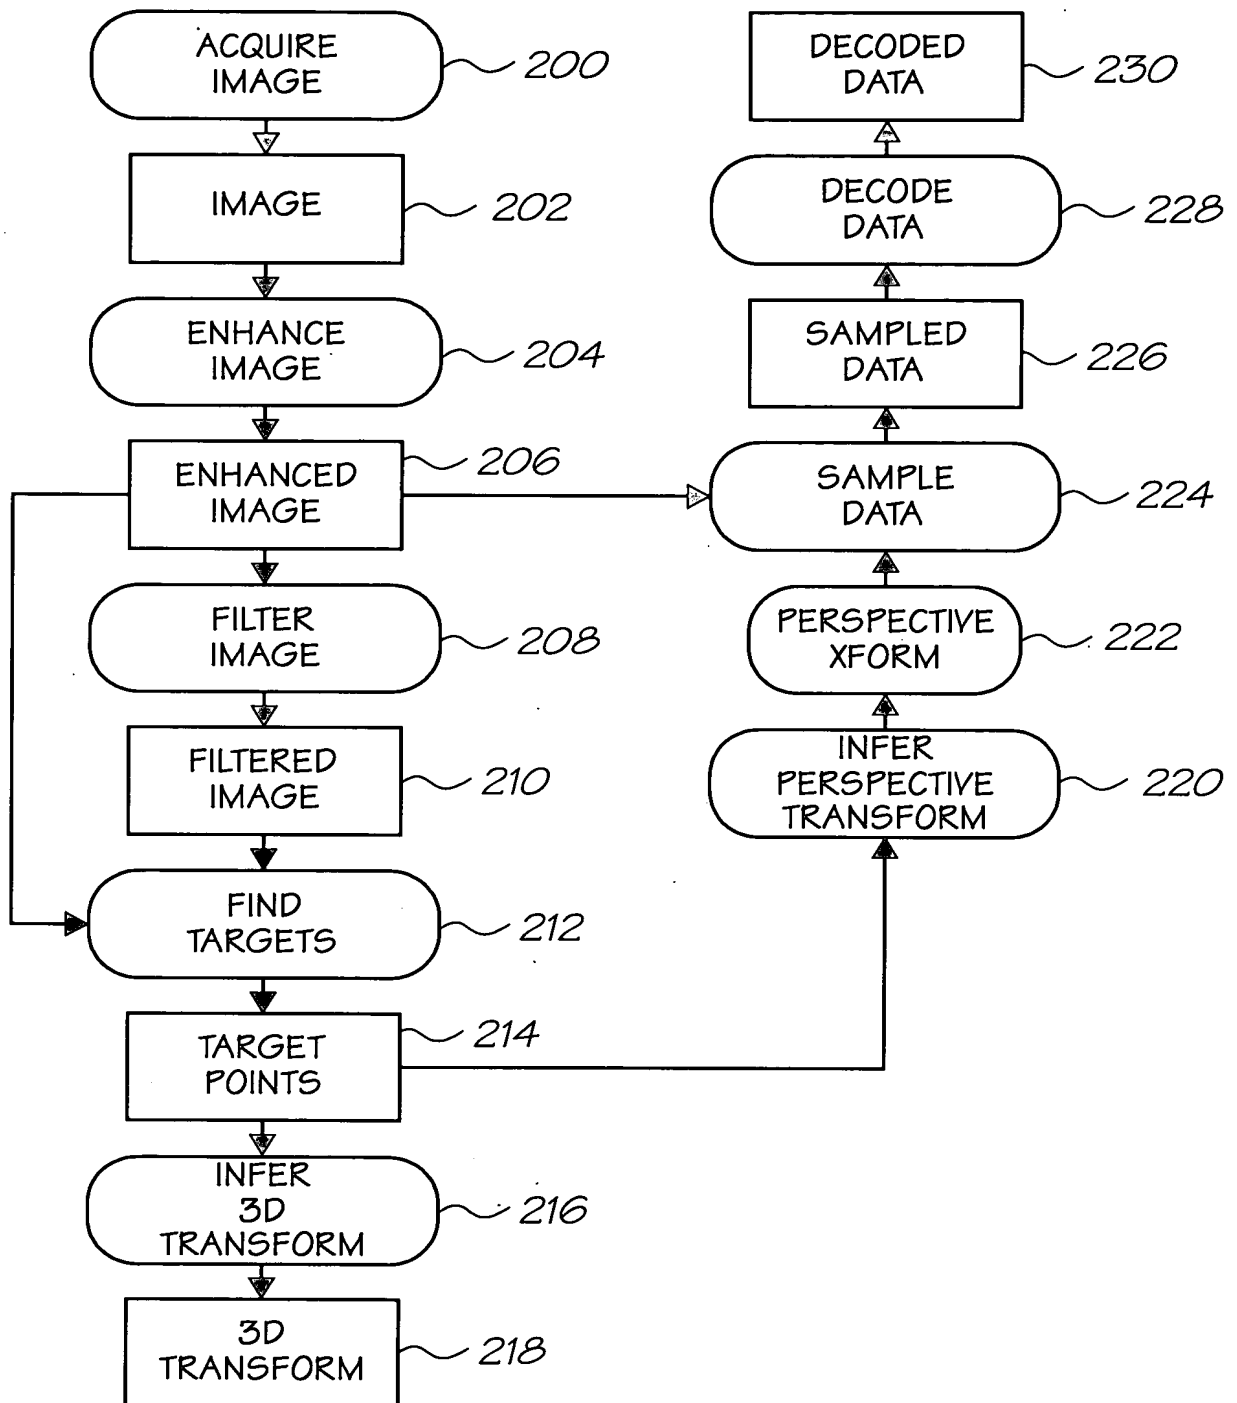 ACQUIRE
IMAGE
200
IMAGE
202
ENHANCE
IMAGE
204
ENHANCED
IMAGE
206
FILTER
IMAGE
208
FILTERED
IMAGE
210
FIND
TARGETS
212
TARGET
POINTS
214
INFER
3D
TRANSFORM
216
3D
TRANSFORM
218
DECODED
DATA
230
DECODE
DATA
228
SAMPLED
DATA
226
SAMPLE
DATA
224
PERSPECTIVE
XFORM
222
INFER
PERSPECTIVE
TRANSFORM
220